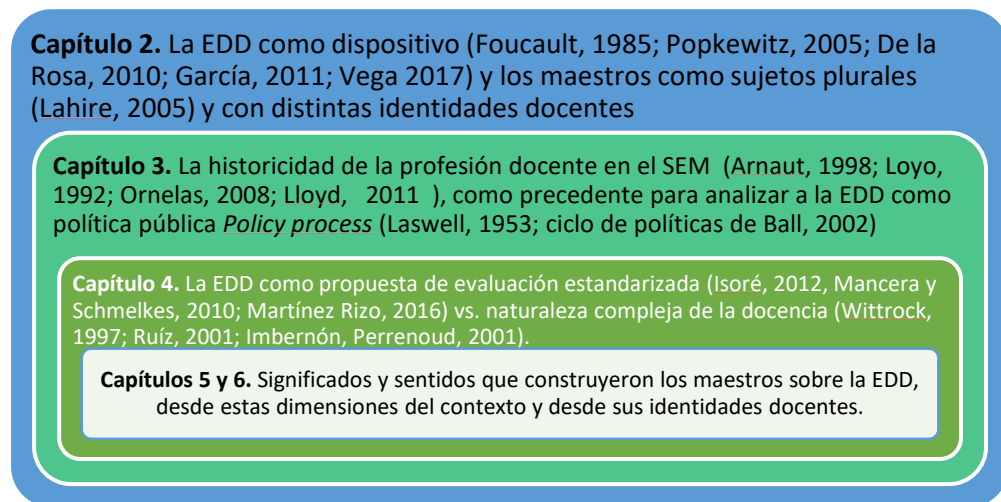 Capítulo 2. La EDD como dispositivo (Foucault, 1985; Popkewitz, 2005; De la
Rosa, 2010; García, 2011; Vega 2017) y los maestros como sujetos plurales
(Lahire, 2005) y con distintas identidades docentes
Capítulo 3. La historicidad de la profesión docente en el SEM (Arnaut, 1998; Loyo,
1992; Ornelas, 2008; Lloyd, 2011 ), como precedente para analizar a la EDD como
política pública Policy process (Laswell, 1953; ciclo de políticas de Ball, 2002)
Capítulo 4. La EDD como propuesta de evaluación estandarizada (Isoré, 2012, Mancera y
Schmelkes, 2010; Martínez Rizo, 2016) vs. naturaleza compleja de la docencia (Wittrock,
1997; Ruíz, 2001; Imbernón, Perrenoud, 2001).
Capítulos 5 y 6. Significados y sentidos que construyeron los maestros sobre la EDD,
desde estas dimensiones del contexto y desde sus identidades docentes.